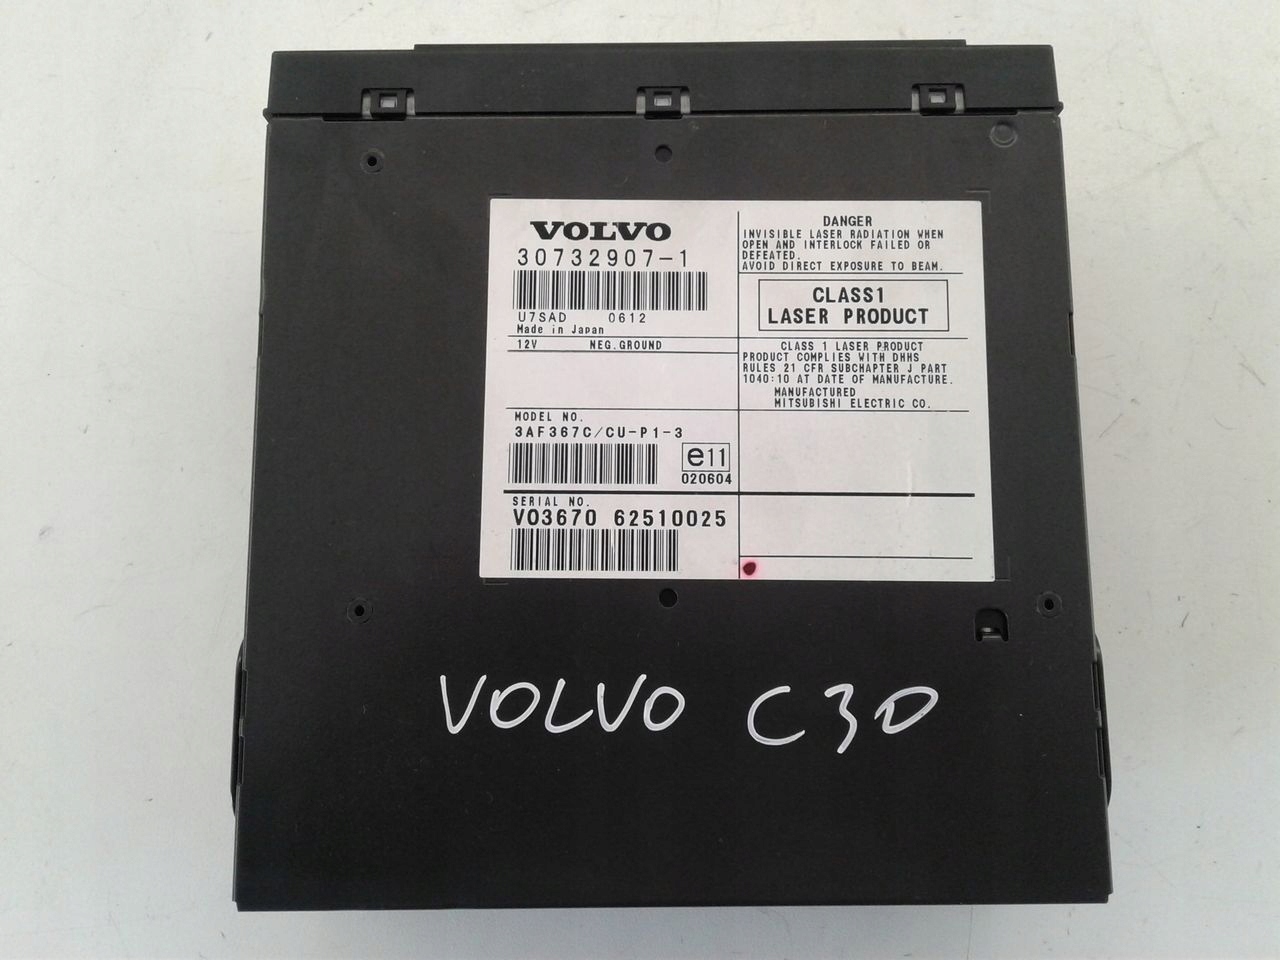 VOLVO
30732907-1
U7SAD 0612
Made in Japan
12V NEG.GROUND
MODEL NO.
3AF367C/CU-P1-3
e11
020604
SERIAL NO.
VO3670 62510025
DANGER
INVISIBLE LASER RADIATION WHEN
OPEN AND INTERLOCK FAILED OR
DEFEATED.
AVOID DIRECT EXPOSURE TO BEAM.
CLASS1
LASER PRODUCT
CLASS 1 LASER PRODUCT
PRODUCT COMPLIES WITH DHHS
RULES 21 CFR SUBCHAPTER J PART
1040:10 AT DATE OF MANUFACTURE.
MANUFACTURED
MITSUBISHI ELECTRIC CO.
VOLVO C30